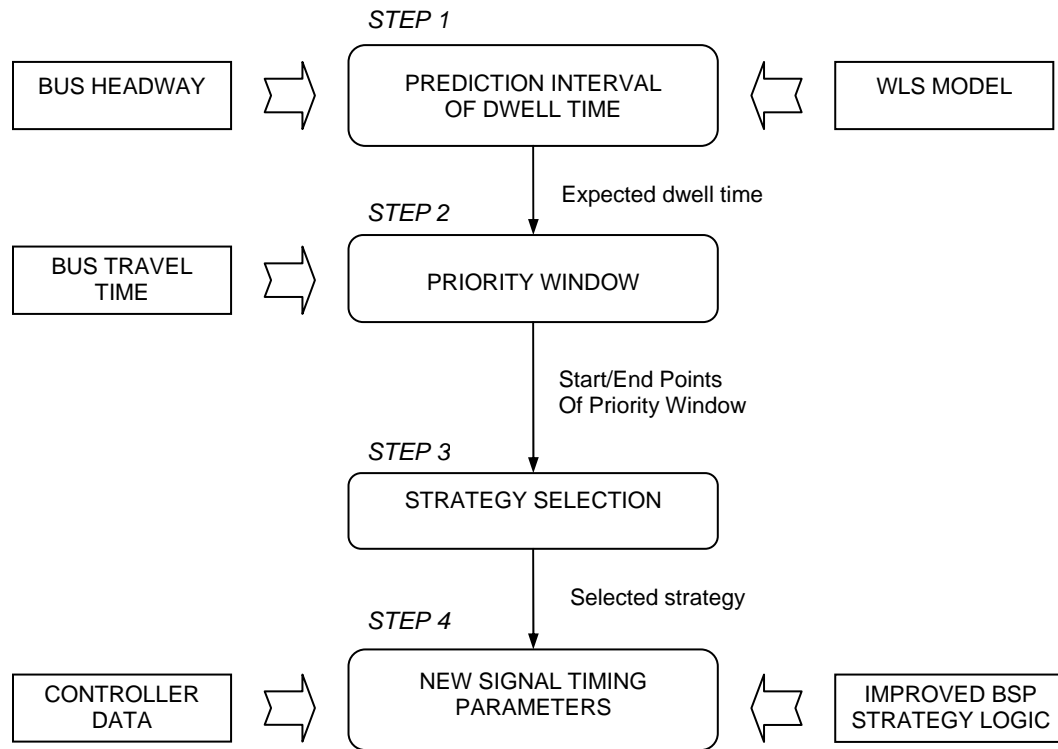 STEP 1
BUS HEADWAY
PREDICTION INTERVAL
OF DWELL TIME
WLS MODEL
Expected dwell time
STEP 2
BUS TRAVEL
TIME
PRIORITY WINDOW
Start/End Points
Of Priority Window
STEP 3
STRATEGY SELECTION
Selected strategy
STEP 4
CONTROLLER
DATA
NEW SIGNAL TIMING
PARAMETERS
IMPROVED BSP
STRATEGY LOGIC